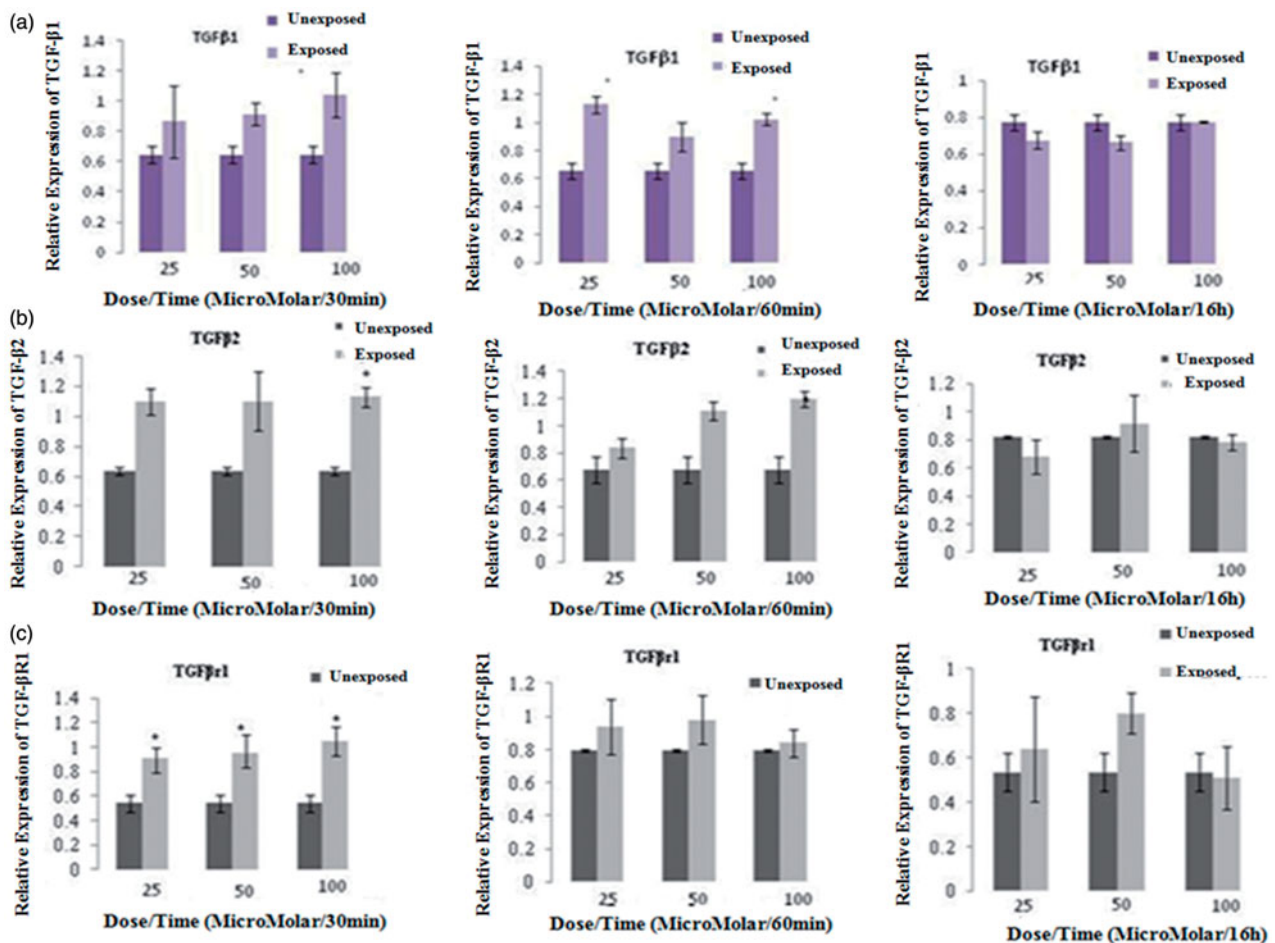 (a)
Relative Expression of TGF-β1
TGFβ1
Unexposed
Exposed
1.4
1.2
1
0.8
0.6
0.4
0.2
0
*
25 50 100
Dose/Time (MicroMolar/30min)
Relative Expression of TGF-β1
TGFβ1
Unexposed
Exposed
1.4
1.2
1
0.8
0.6
0.4
0.2
0
* *
25 50 100
Dose/Time (MicroMolar/60min)
Relative Expression of TGF-β1
TGFβ1
Unexposed
Exposed
1
0.8
0.6
0.4
0.2
0
25 50 100
Dose/Time (MicroMolar/16h)
(b)
Relative Expression of TGF-β2
TGFβ2
Unexposed
Exposed
1.4
1.2
1
0.8
0.6
0.4
0.2
0
*
25 50 100
Dose/Time (MicroMolar/30min)
Relative Expression of TGF-β2
TGFβ2
Unexposed
Exposed
1.4
1.2
1
0.8
0.6
0.4
0.2
0
*
25 50 100
Dose/Time (MicroMolar/60min)
Relative Expression of TGF-β2
TGFβ2
Unexposed
Exposed
1.2
1
0.8
0.6
0.4
0.2
0
25 50 100
Dose/Time (MicroMolar/16h)
(c)
Relative Expression of TGF-βR1
TGFβr1
Unexposed
1.4
1.2
1
0.8
0.6
0.4
0.2
0
* * *
25 50 100
Dose/Time (MicroMolar/30min)
Relative Expression of TGF-βR1
TGFβr1
Unexposed
1.2
1
0.8
0.6
0.4
0.2
0
25 50 100
Dose/Time (MicroMolar/60min)
Relative Expression of TGF-βR1
TGFβr1
Unexposed
Exposed
1
0.8
0.6
0.4
0.2
0
25 50 100
Dose/Time (MicroMolar/16h)